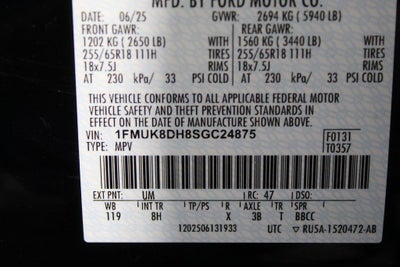 MFD. BY FORD MOTOR CO.
DATE: 06/25 GVWR: 2694 KG ( 5940 LB)
FRONT GAWR: REAR GAWR:
1202 KG ( 2650 LB) WITH 1560 KG ( 3440 LB) WITH
255/65R18 111H TIRES 255/65R18 111H TIRES
18x7.5J RIMS 18x7.5J RIMS
AT 230 kPa/ 33 PSI COLD AT 230 kPa/ 33 PSI COLD
THIS VEHICLE CONFORMS TO ALL APPLICABLE FEDERAL MOTOR
VEHICLE SAFETY AND THEFT PREVENTION STANDARDS IN EFFECT
ON THE DATE OF MANUFACTURE SHOWN ABOVE.
VIN: 1FMUK8DH8SGC24875 F0131
TYPE: MPV T0357
EXT PNT: UM RC: 47 DSO:
WB INT TR TP/PS R AXLE TR SPR
119 8H X 3B T BBCC
1202506131933 UTC RU5A-1520472-AB